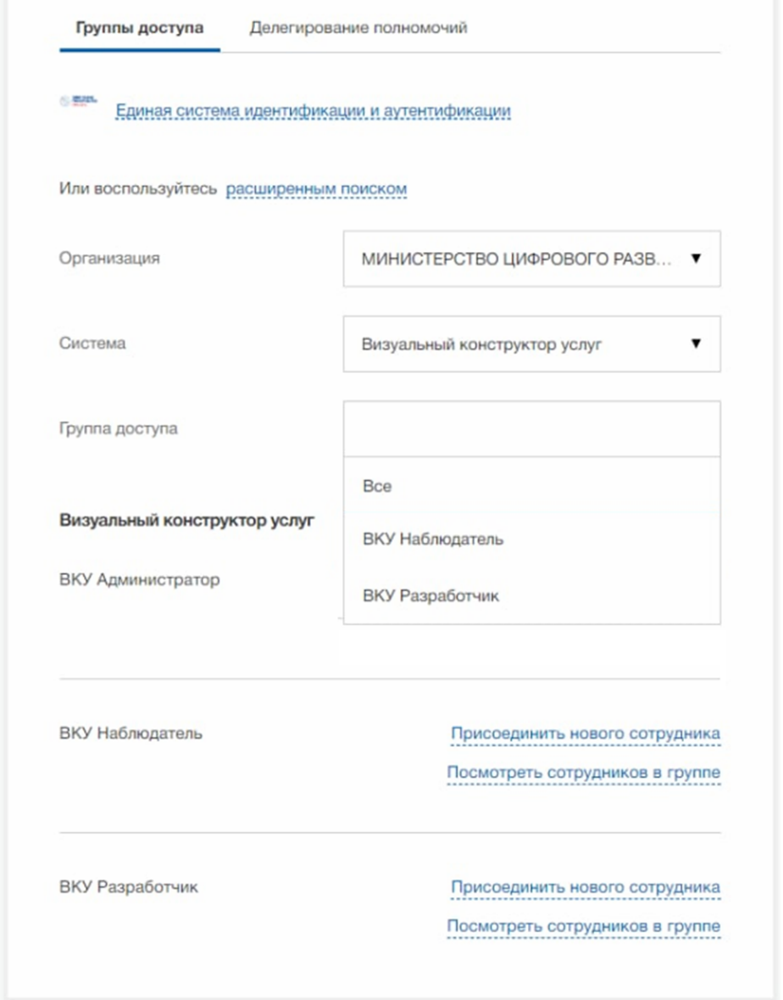 Группы доступа Делегирование полномочий
Единая система идентификации и аутентификации
Или воспользуйтесь расширенным поиском
Организация МИНИСТЕРСТВО ЦИФРОВОГО РАЗВ...
Система Визуальный конструктор услуг
Группа доступа
Все
Визуальный конструктор услуг
ВКУ Наблюдатель
ВКУ Администратор
ВКУ Разработчик
ВКУ Наблюдатель Присоединить нового сотрудника
Посмотреть сотрудников в группе
ВКУ Разработчик Присоединить нового сотрудника
Посмотреть сотрудников в группе